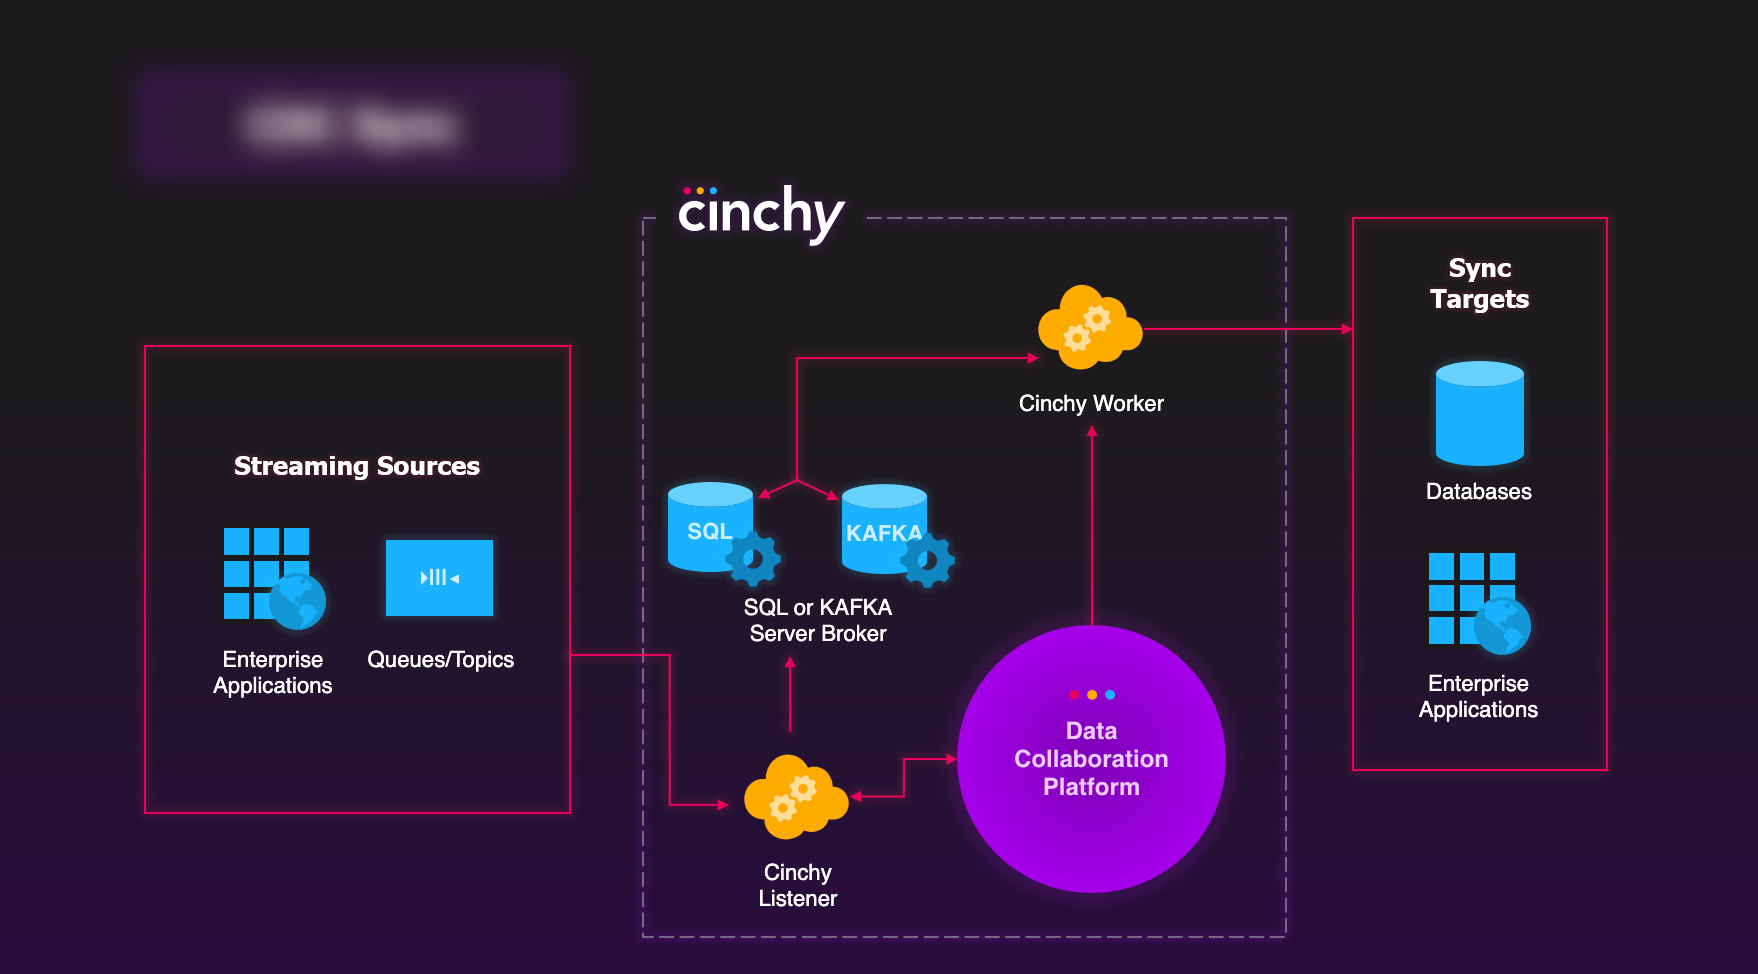 cinchy
Sync
Targets
Cinchy Worker
Streaming Sources
Databases
SQL
KAFKA
SQL or KAFKA
Server Broker
Enterprise
Applications
Queues/Topics
Enterprise
Applications
Data
Collaboration
Platform
Cinchy
Listener